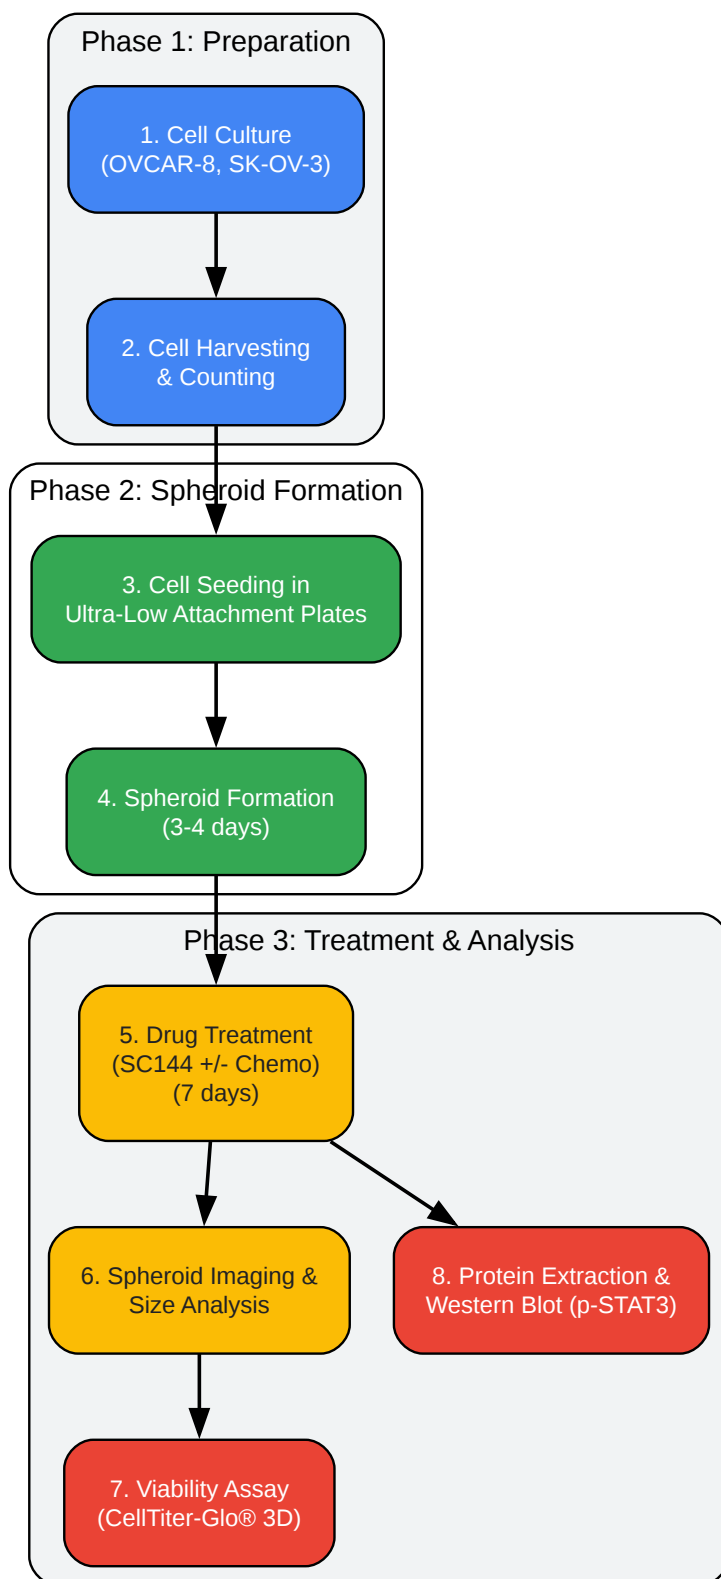 Phase 1: Preparation
1. Cell Culture
(OVCAR-8, SK-OV-3)
2. Cell Harvesting
& Counting
Phase 2: Spheroid Formation
3. Cell Seeding in
Ultra-Low Attachment Plates
4. Spheroid Formation
(3-4 days)
Phase 3: Treatment & Analysis
5. Drug Treatment
(SC144 +/- Chemo)
(7 days)
6. Spheroid Imaging &
Size Analysis
8. Protein Extraction &
Western Blot (p-STAT3)
7. Viability Assay
(CellTiter-Glo® 3D)